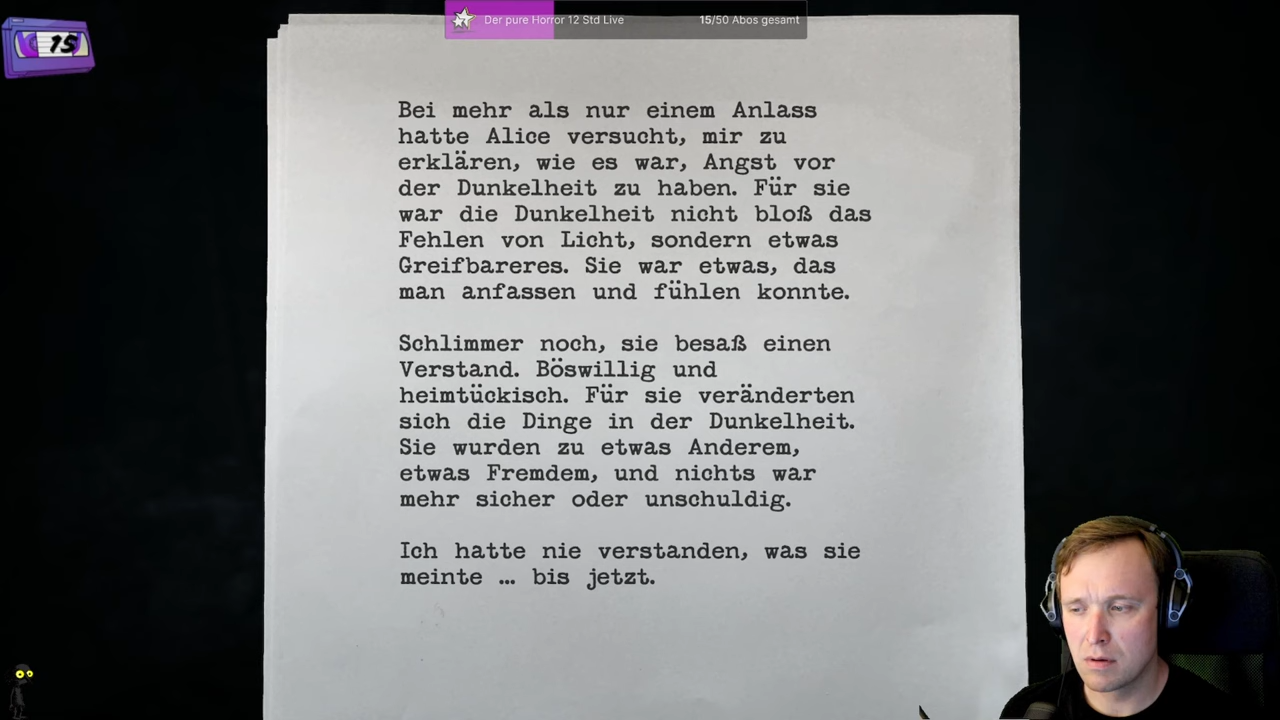 Der pure Horror 12 Std Live
15/50 Abos gesamt
15
Bei mehr als nur einem Anlass
hatte Alice versucht, mir zu
erklären, wie es war, Angst vor
der Dunkelheit zu haben. Für sie
war die Dunkelheit nicht bloß das
Fehlen von Licht, sondern etwas
Greifbareres. Sie war etwas, das
man anfassen und fühlen konnte.
Schlimmer noch, sie besaß einen
Verstand. Böswillig und
heimtückisch. Für sie veränderten
sich die Dinge in der Dunkelheit.
Sie wurden zu etwas Anderem,
etwas Fremdem, und nichts war
mehr sicher oder unschuldig.
Ich hatte nie verstanden, was sie
meinte … bis jetzt.